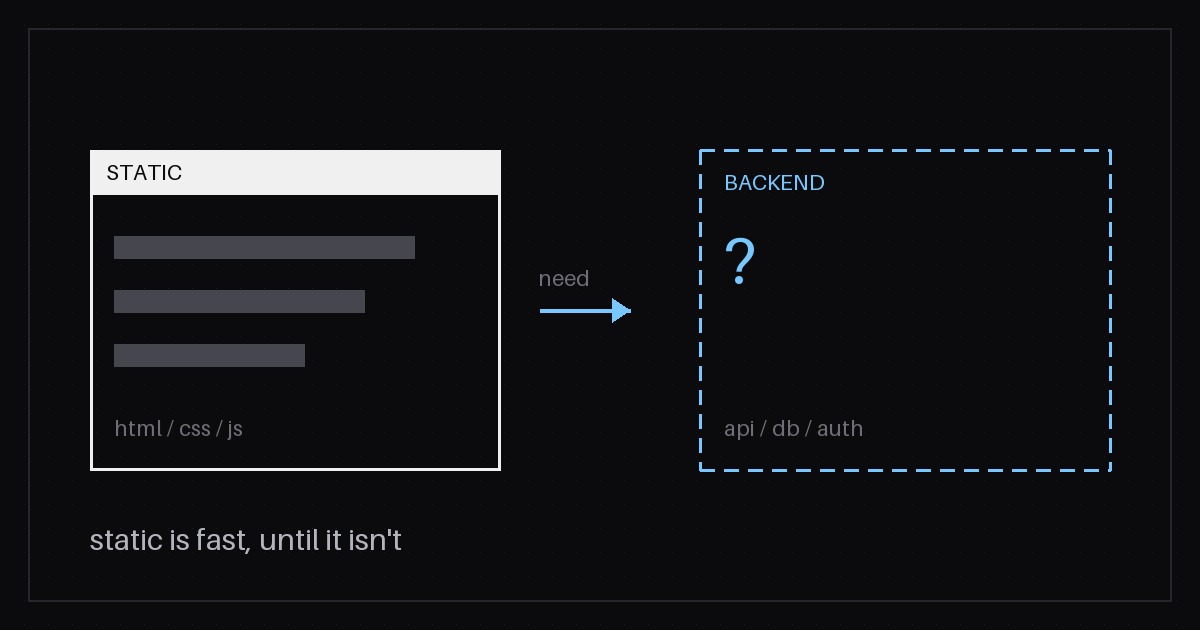 STATIC
html / css / js
need
BACKEND
?
api / db / auth
static is fast, until it isn't